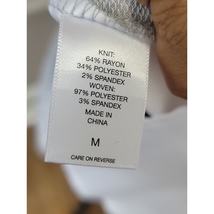 KNIT:
64% RAYON
34% POLYESTER
2% SPANDEX
WOVEN:
97% POLYESTER
3% SPANDEX
MADE IN
CHINA
M
CARE ON REVERSE